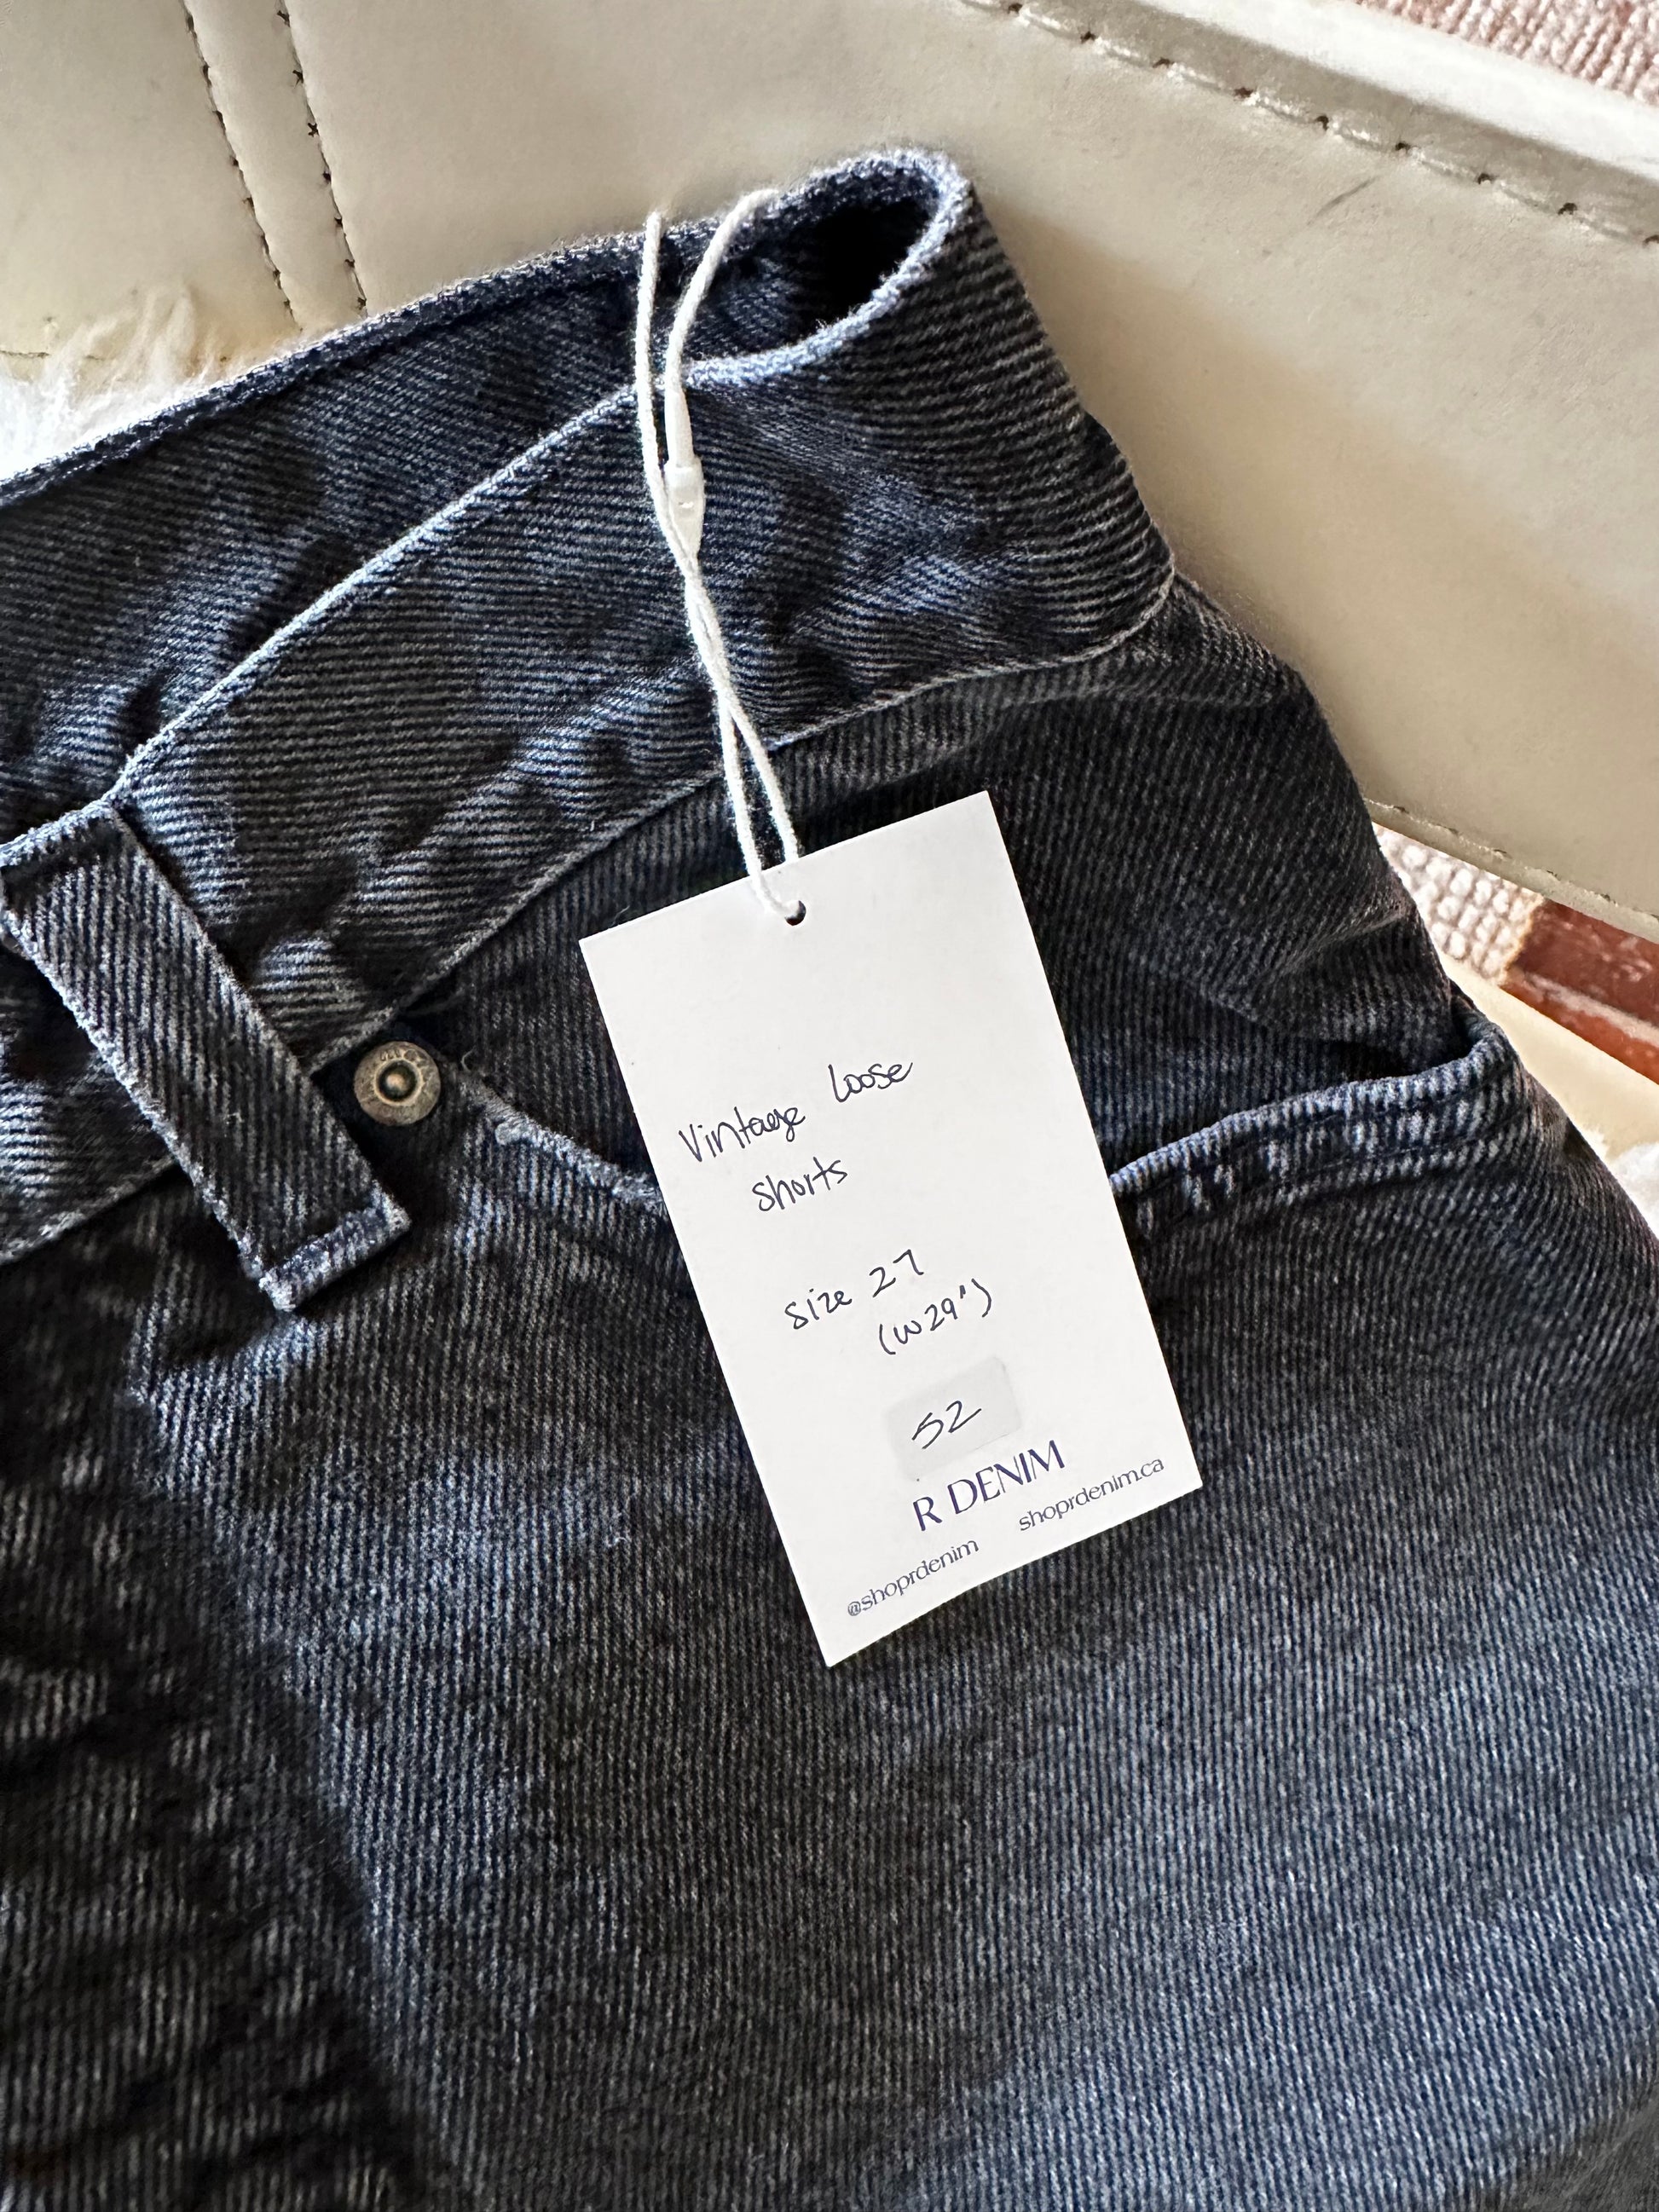 Vintage loose
shorts
size 27
(W29")
52
R DENIM
@shoprdenim shoprdenim.ca